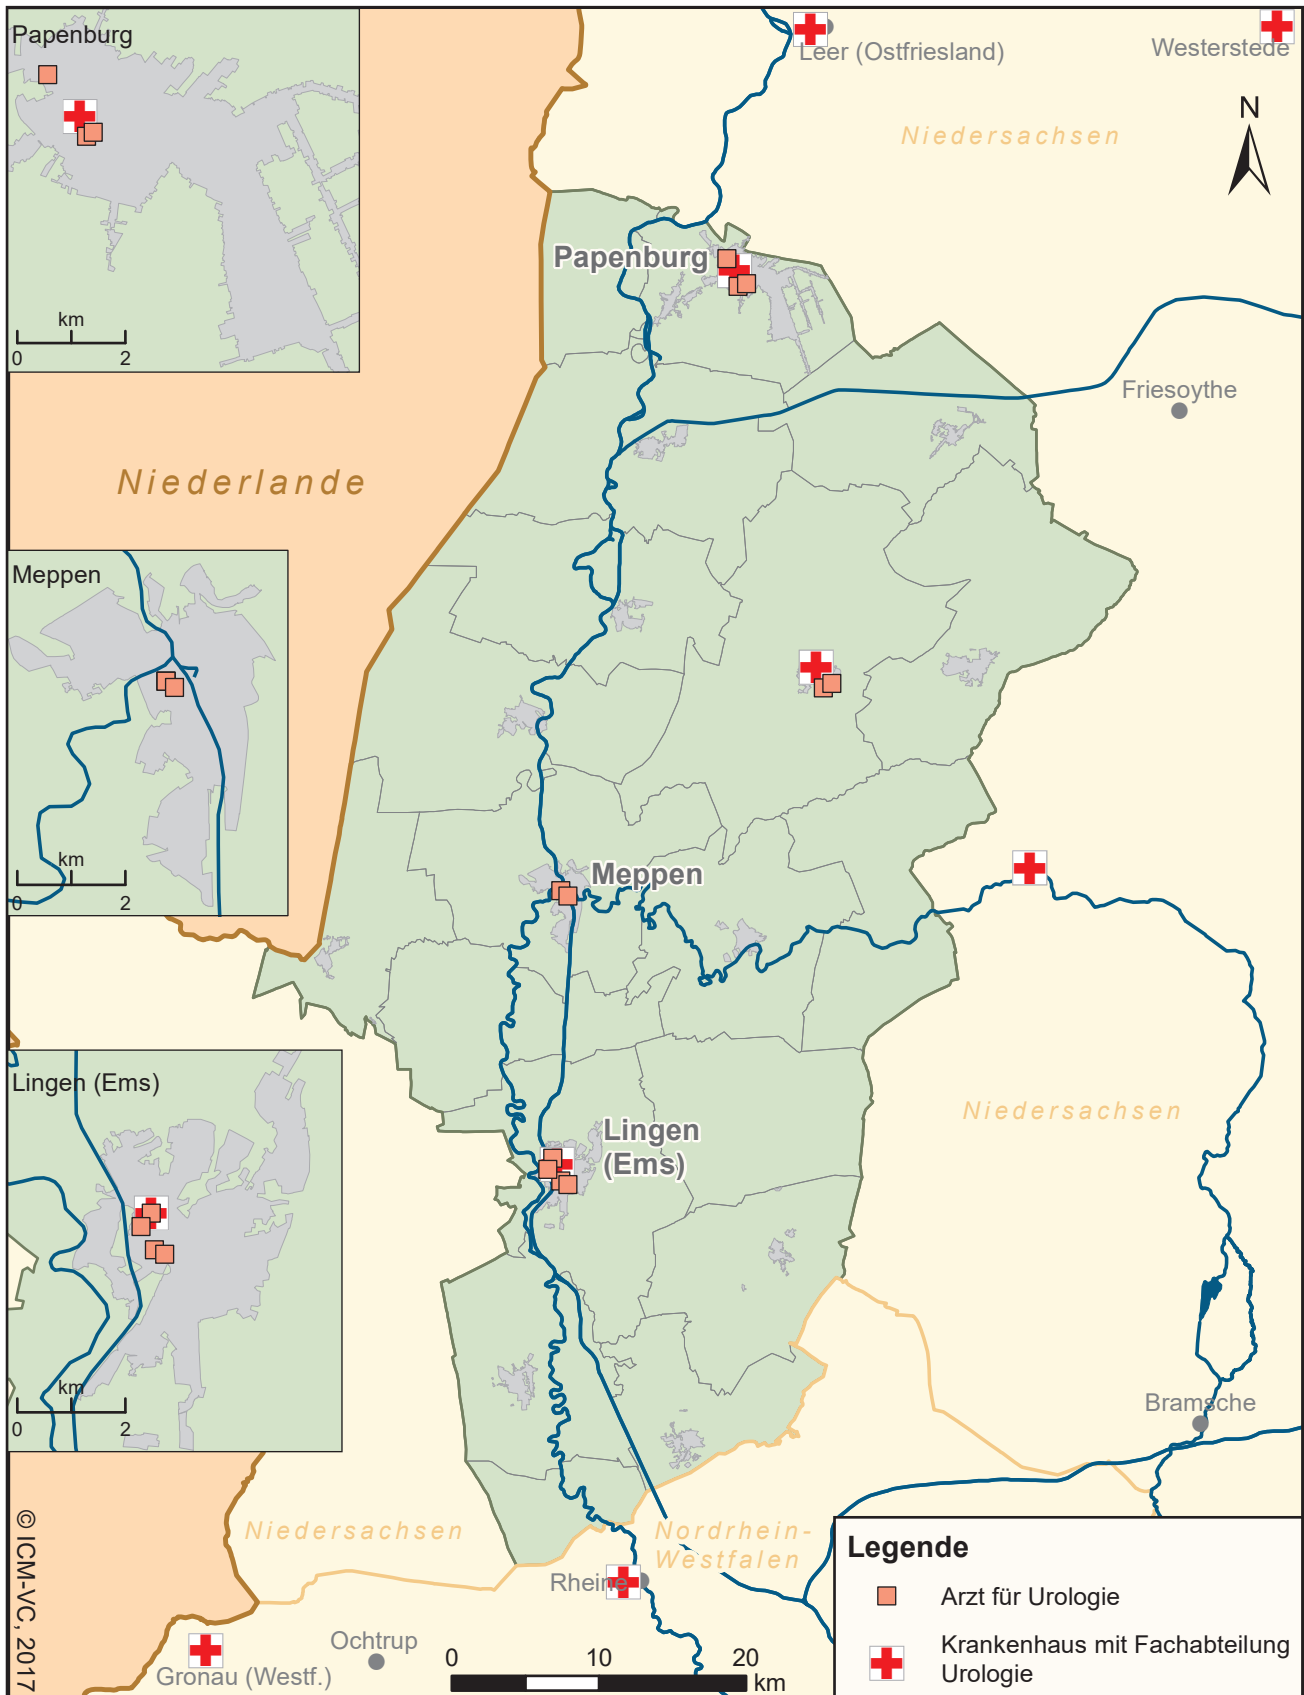 Papenburg
km
0 2
Leer (Ostfriesland)
Westerstede
Niedersachsen
N
Papenburg
Friesoythe
Niederlande
Meppen
km
0 2
Meppen
Lingen (Ems)
km
0 2
Niedersachsen
Lingen
(Ems)
Bramsche
Niedersachsen
Nordrhein-
Westfalen
Rheine
Ochtrup
Gronau (Westf.)
0 10 20
km
© ICM-VC, 2017
Legende
Arzt für Urologie
Krankenhaus mit Fachabteilung
Urologie